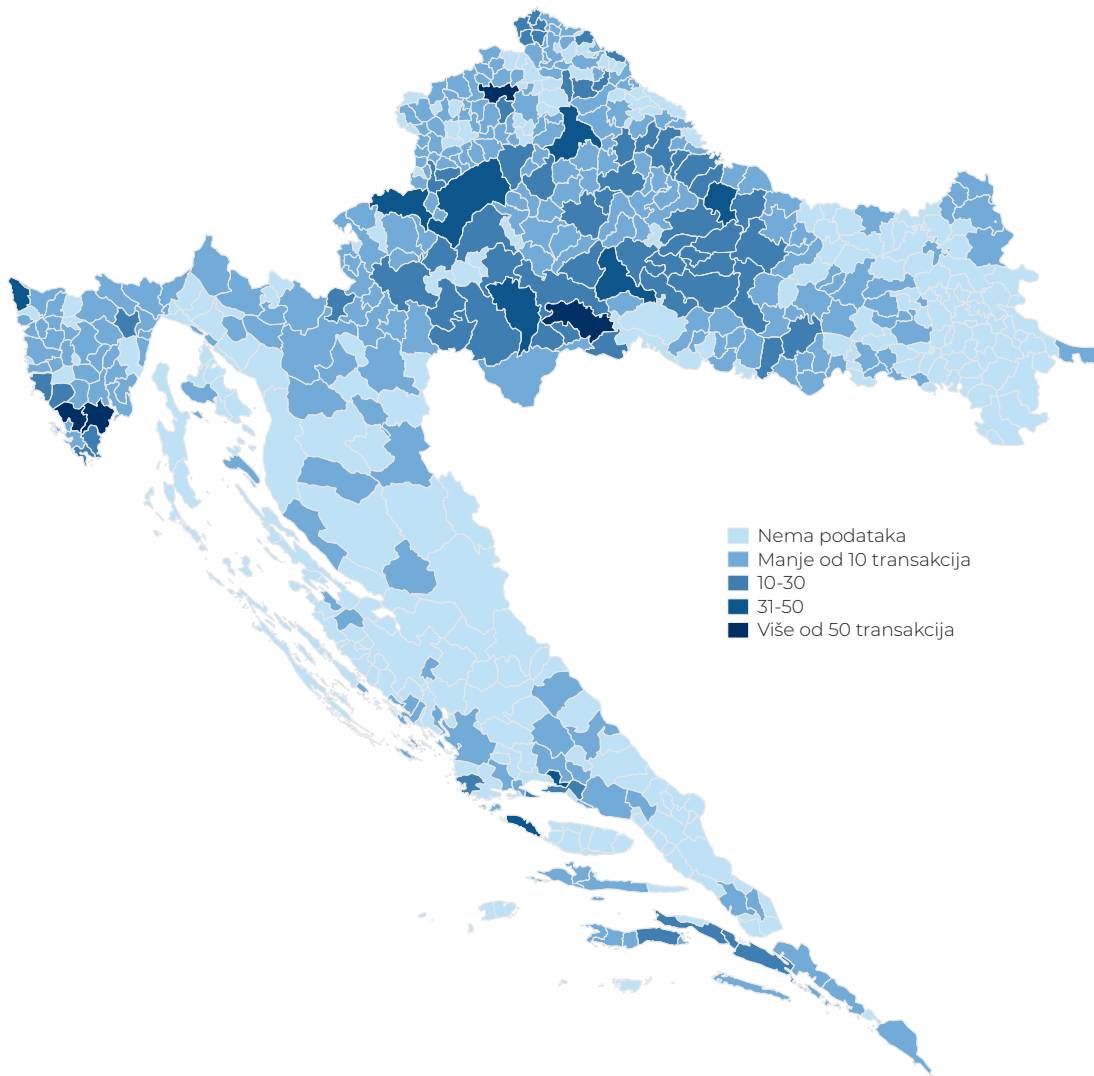 Nema podataka
Manje od 10 transakcija
10-30
31-50
Više od 50 transakcija